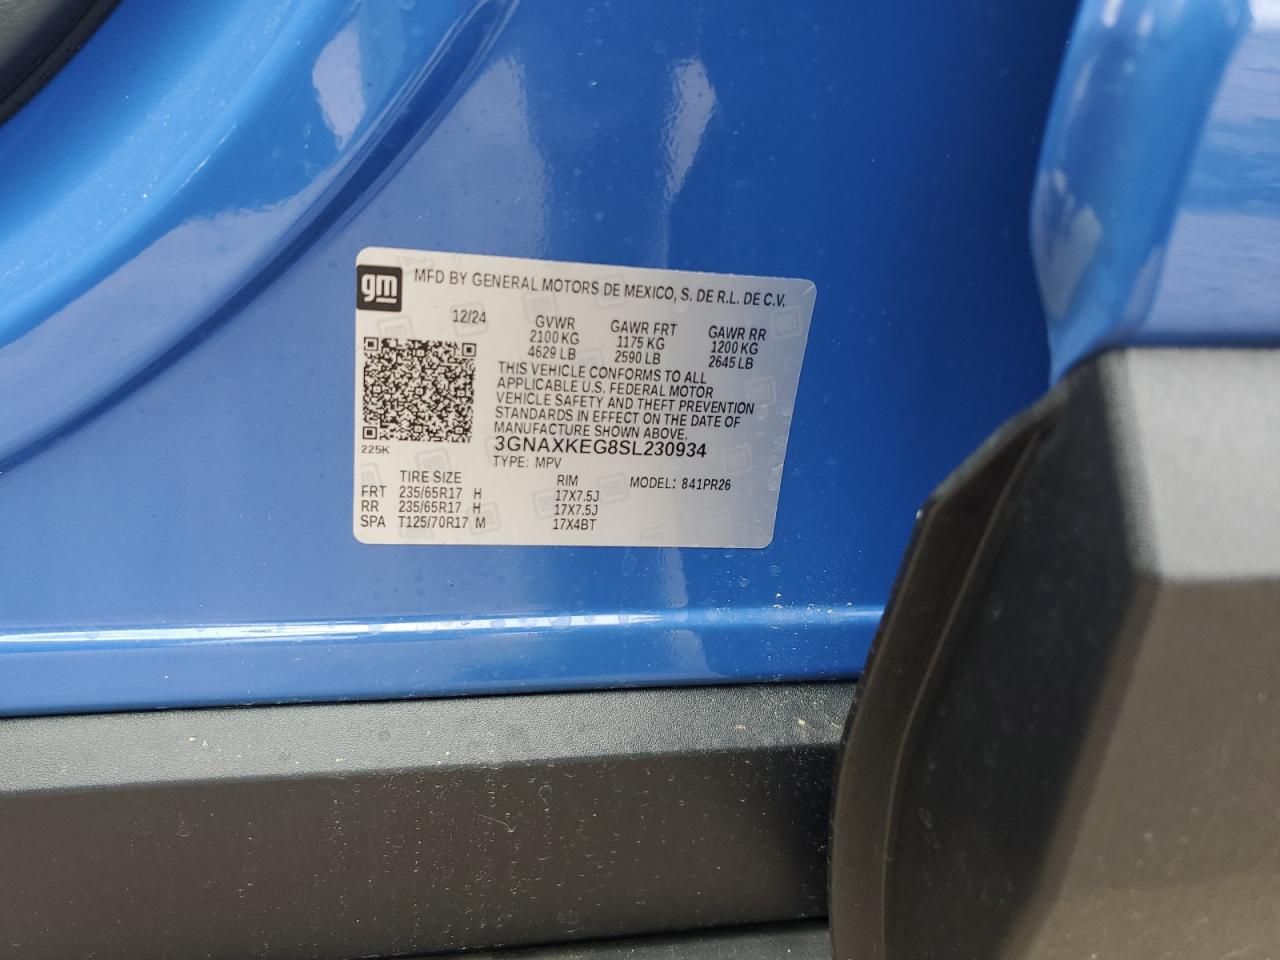 gm
MFD BY GENERAL MOTORS DE MEXICO, S. DE R.L. DE C.V.
12/24 GVWR GAWR FRT GAWR RR
2100 KG 1175 KG 1200 KG
4629 LB 2590 LB 2645 LB
THIS VEHICLE CONFORMS TO ALL
APPLICABLE U.S. FEDERAL MOTOR
VEHICLE SAFETY AND THEFT PREVENTION
STANDARDS IN EFFECT ON THE DATE OF
MANUFACTURE SHOWN ABOVE.
225K
3GNAXKEG8SL230934
TYPE: MPV
TIRE SIZE RIM MODEL: 841PR26
FRT 235/65R17 H 17X7.5J
RR 235/65R17 H 17X7.5J
SPA T125/70R17 M 17X4BT